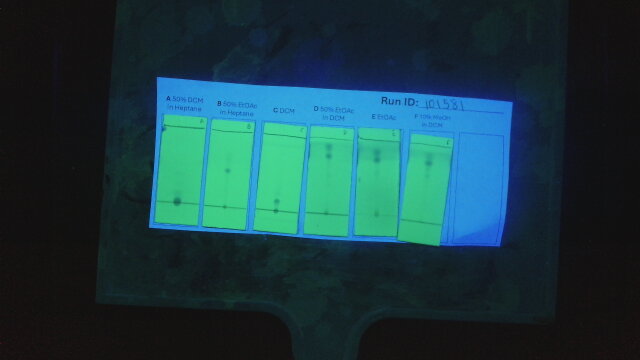 Run ID: 101581
A 50% DCM
in Heptane
B 50% EtOAc
in Heptane
C DCM
D 50% EtOAc
in DCM
E EtOAc
F 10% MeOH
in DCM
A
B